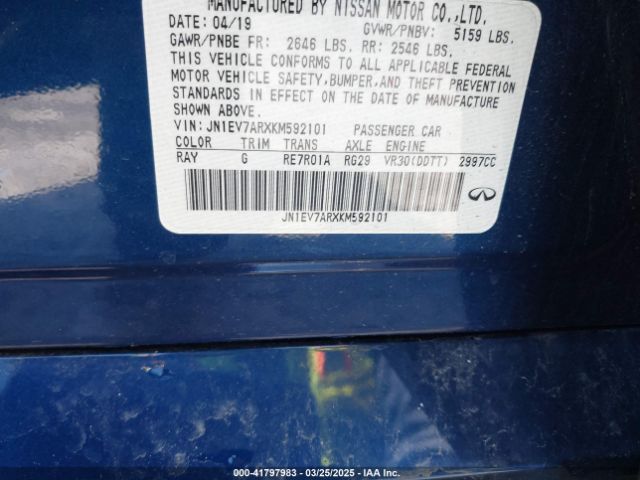 MANUFACTURED BY NISSAN MOTOR CO.,LTD.
DATE: 04/19 GVWR/PNBV: 5159 LBS.
GAWR/PNBE FR: 2646 LBS. RR: 2546 LBS.
THIS VEHICLE CONFORMS TO ALL APPLICABLE FEDERAL
MOTOR VEHICLE SAFETY,BUMPER,AND THEFT PREVENTION
STANDARDS IN EFFECT ON THE DATE OF MANUFACTURE
SHOWN ABOVE.
VIN:JN1EV7ARXKM592101 PASSENGER CAR
COLOR TRIM TRANS AXLE ENGINE
RAY G RE7R01A RG29 VR30(DDTT) 2997CC
JN1EV7ARXKM592101
INFINITI
000-41797983 — 03/25/2025 — IAA Inc.